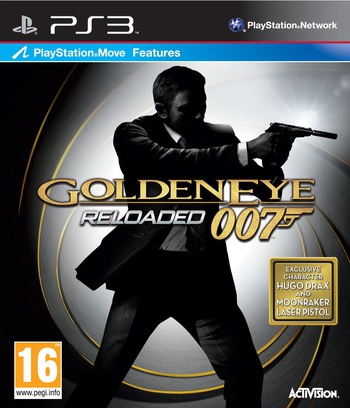 PS3
PlayStation Network
PlayStation®Move Features
GOLDENEYE
RELOADED 007
EXCLUSIVE
CHARACTER
HUGO DRAX
AND
MOONRAKER
LASER PISTOL
16
www.pegi.info
ACTIVISION